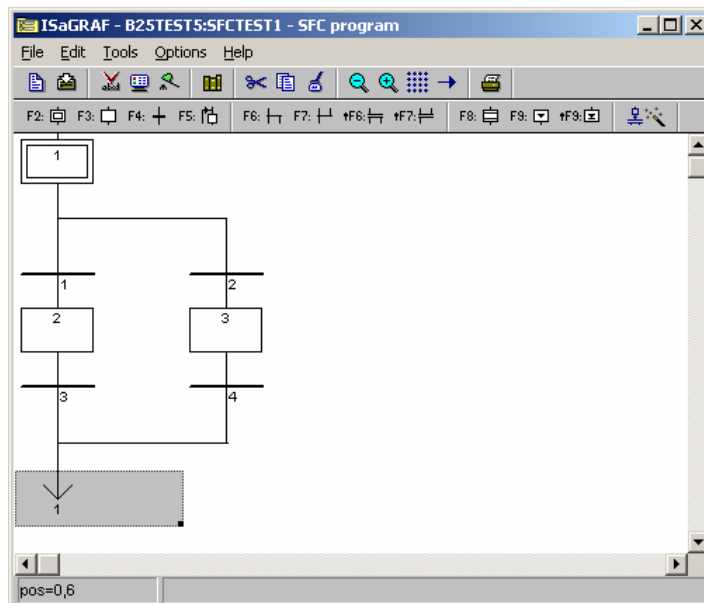 ISaGRAF - B25TEST5:SFCTEST1 - SFC program
File Edit Tools Options Help
F2: F3: F4: F5: F6: F7: ↑F6: ↑F7: F8: F9: ↑F9:
1
1 2
2 3
3 4
1
pos=0,6